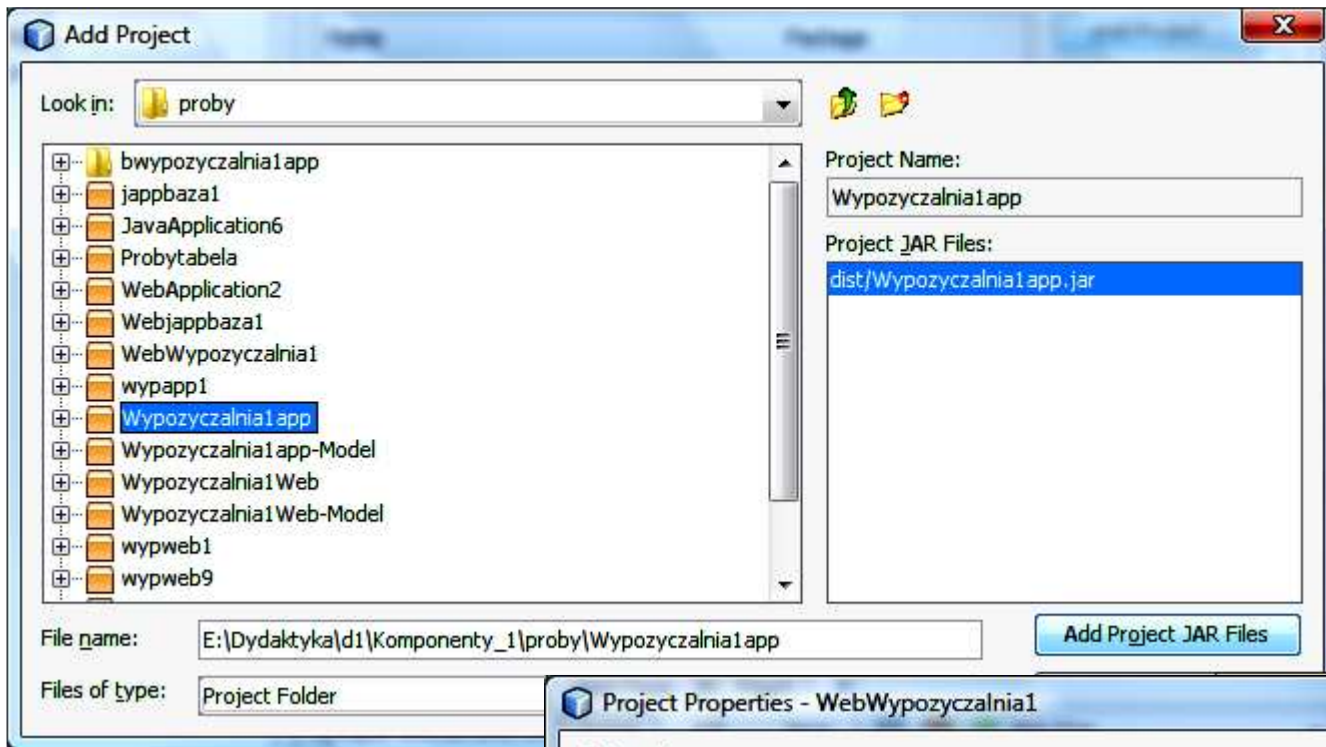 Add Project
Look in: proby
bwypozyczalnia1app
jappbaza1
JavaApplication6
Probytabela
WebApplication2
Webjappbaza1
WebWypozyczalnia1
wypapp1
Wypozyczalnia1app
Wypozyczalnia1app-Model
Wypozyczalnia1Web
Wypozyczalnia1Web-Model
wypweb1
wypweb9
Project Name:
Wypozyczalnia1app
Project JAR Files:
dist/Wypozyczalnia1app.jar
File name: E:\Dydaktyka\d1\Komponenty_1\proby\Wypozyczalnia1app
Add Project JAR Files
Files of type: Project Folder
Project Properties - WebWypozyczalnia1